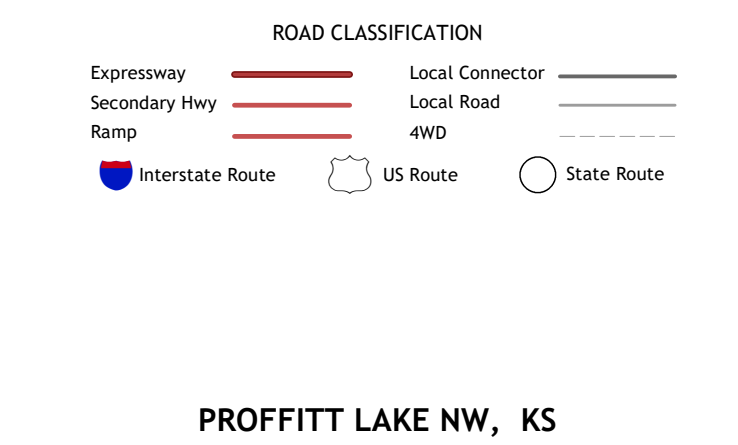 ROAD CLASSIFICATION
Expressway
Local Connector
Secondary Hwy
Local Road
Ramp
4WD
Interstate Route
US Route
State Route
PROFFITT LAKE NW, KS